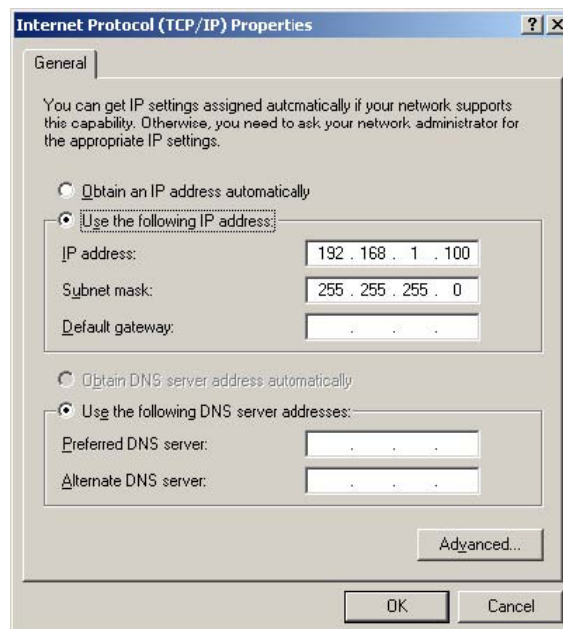 Internet Protocol (TCP/IP) Properties
General
You can get IP settings assigned automatically if your network supports
this capability. Otherwise, you need to ask your network administrator for
the appropriate IP settings.
Obtain an IP address automatically
Use the following IP address:
IP address: 192 . 168 . 1 . 100
Subnet mask: 255 . 255 . 255 . 0
Default gateway: . . .
Obtain DNS server address automatically
Use the following DNS server addresses:
Preferred DNS server: . . .
Alternate DNS server: . . .
Advanced...
OK Cancel